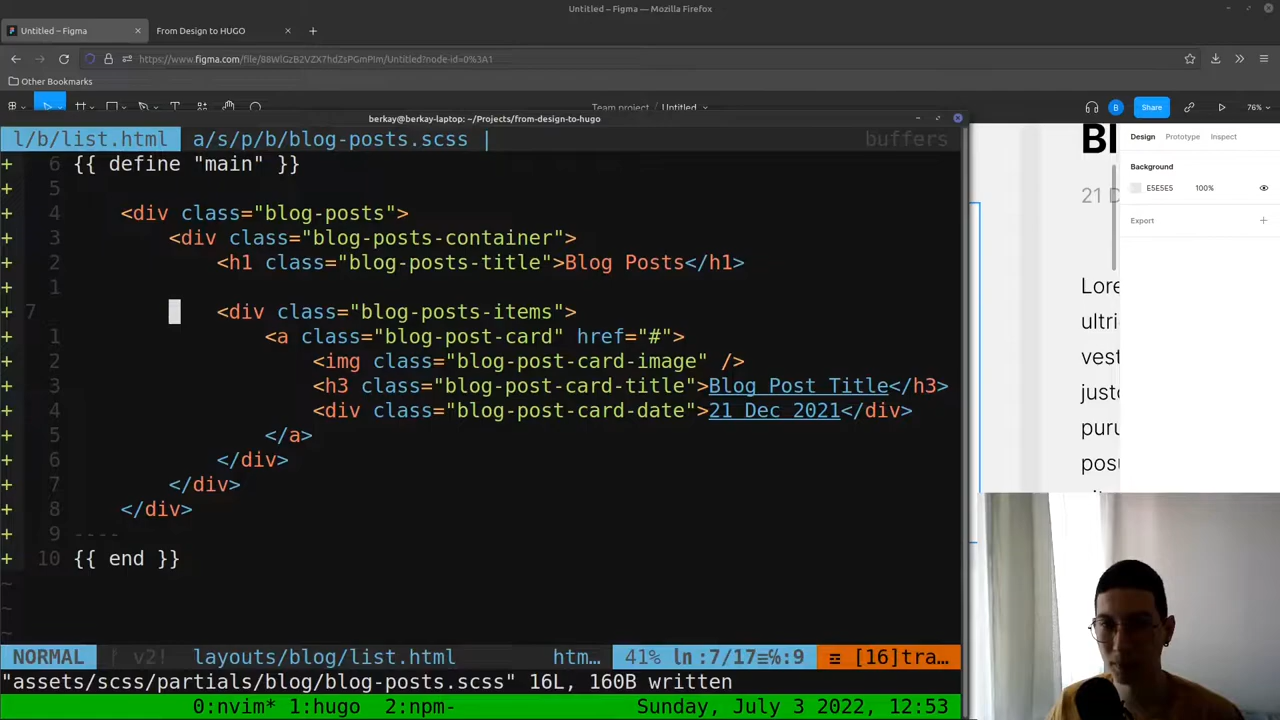 Untitled – Figma — Mozilla Firefox
Untitled – Figma
From Design to HUGO
https://www.figma.com/file/88WlGzB2VZX7hdZsPGmPIm/Untitled?node-id=0%3A1
Other Bookmarks
Team project / Untitled
B
Share
76%
berkay@berkay-laptop: ~/Projects/from-design-to-hugo
l/b/list.html a/s/p/b/blog-posts.scss | buffers
+ 6 {{ define "main" }}
+ 5
+ 4 <div class="blog-posts">
+ 3 <div class="blog-posts-container">
+ 2 <h1 class="blog-posts-title">Blog Posts</h1>
+ 1
+ 7 <div class="blog-posts-items">
+ 1 <a class="blog-post-card" href="#">
+ 2 <img class="blog-post-card-image" />
+ 3 <h3 class="blog-post-card-title">Blog Post Title</h3>
+ 4 <div class="blog-post-card-date">21 Dec 2021</div>
+ 5 </a>
+ 6 </div>
+ 7 </div>
+ 8 </div>
+ 9 ----
+ 10 {{ end }}
~
~
~
NORMAL v2! layouts/blog/list.html htm… 41% ln:7/17≡℅:9 ☲ [16]tra…
"assets/scss/partials/blog/blog-posts.scss" 16L, 160B written
0:nvim* 1:hugo 2:npm- Sunday, July 3 2022, 12:53
Bl
21 D
Lore
ultri
vest
justo
puru
posu
Design Prototype Inspect
Background
E5E5E5 100%
Export